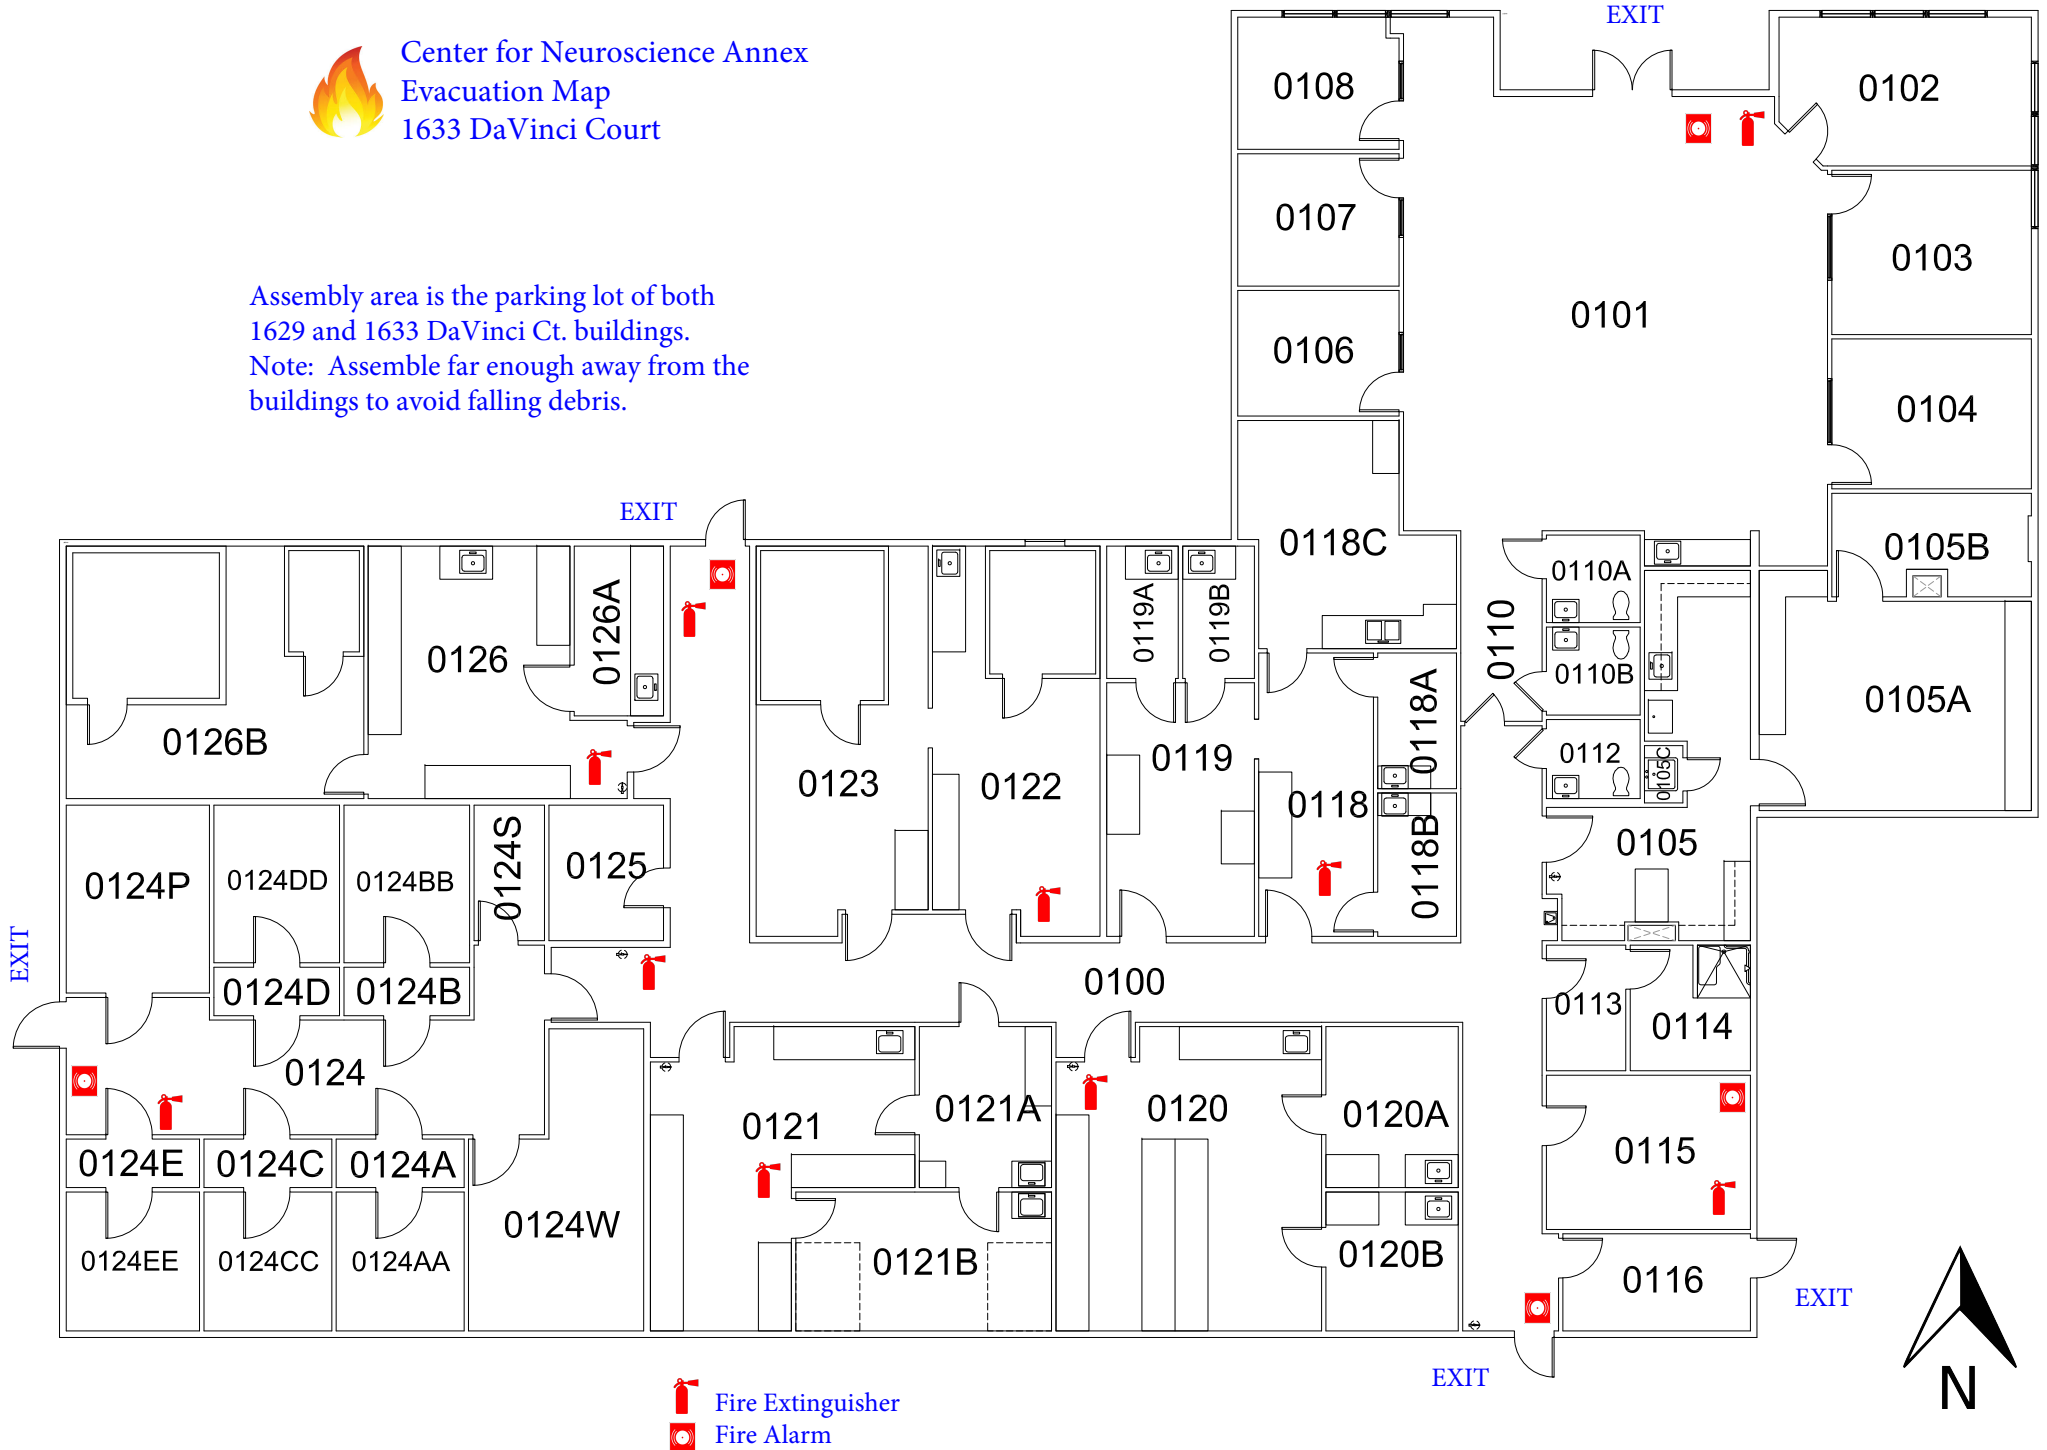 EXIT
Center for Neuroscience Annex
Evacuation Map
1633 DaVinci Court
0108
0102
0107
0103
0101
Assembly area is the parking lot of both
1629 and 1633 DaVinci Ct. buildings.
Note: Assemble far enough away from the
buildings to avoid falling debris.
0106
0104
EXIT
0118C
0105B
0110A
0126A
0119A
0119B
0110
0126
0110B
0105A
0118A
0126B
0119
0112
0105C
0123
0122
0118
0105
0124S
0125
0118B
0124P
0124DD
0124BB
EXIT
0124D
0124B
0100
0113
0114
0124
0121
0121A
0120
0120A
0115
0124E
0124C
0124A
0124W
0124EE
0124CC
0124AA
0121B
0120B
0116
EXIT
EXIT
N
Fire Extinguisher
Fire Alarm